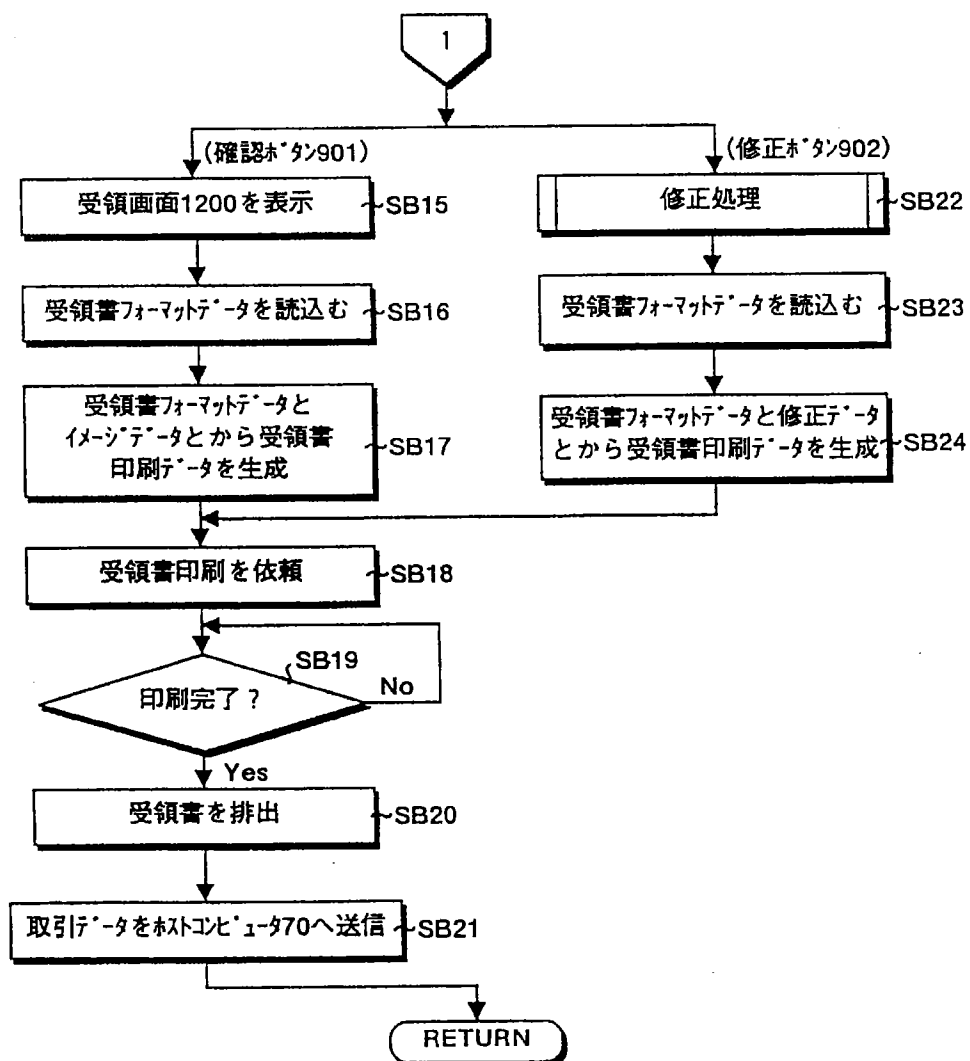 1
(確認ﾎﾞﾀﾝ901)
(修正ﾎﾞﾀﾝ902)
受領画面1200を表示
SB15
修正処理
SB22
受領書ﾌｫｰﾏｯﾄﾃﾞｰﾀを読込む
SB16
受領書ﾌｫｰﾏｯﾄﾃﾞｰﾀを読込む
SB23
受領書ﾌｫｰﾏｯﾄﾃﾞｰﾀと
ｲﾒｰｼﾞﾃﾞｰﾀとから受領書
印刷ﾃﾞｰﾀを生成
SB17
受領書ﾌｫｰﾏｯﾄﾃﾞｰﾀと修正ﾃﾞｰﾀ
とから受領書印刷ﾃﾞｰﾀを生成
SB24
受領書印刷を依頼
SB18
SB19
印刷完了？
No
Yes
受領書を排出
SB20
取引ﾃﾞｰﾀをﾎｽﾄｺﾝﾋﾟｭｰﾀ70へ送信
SB21
RETURN